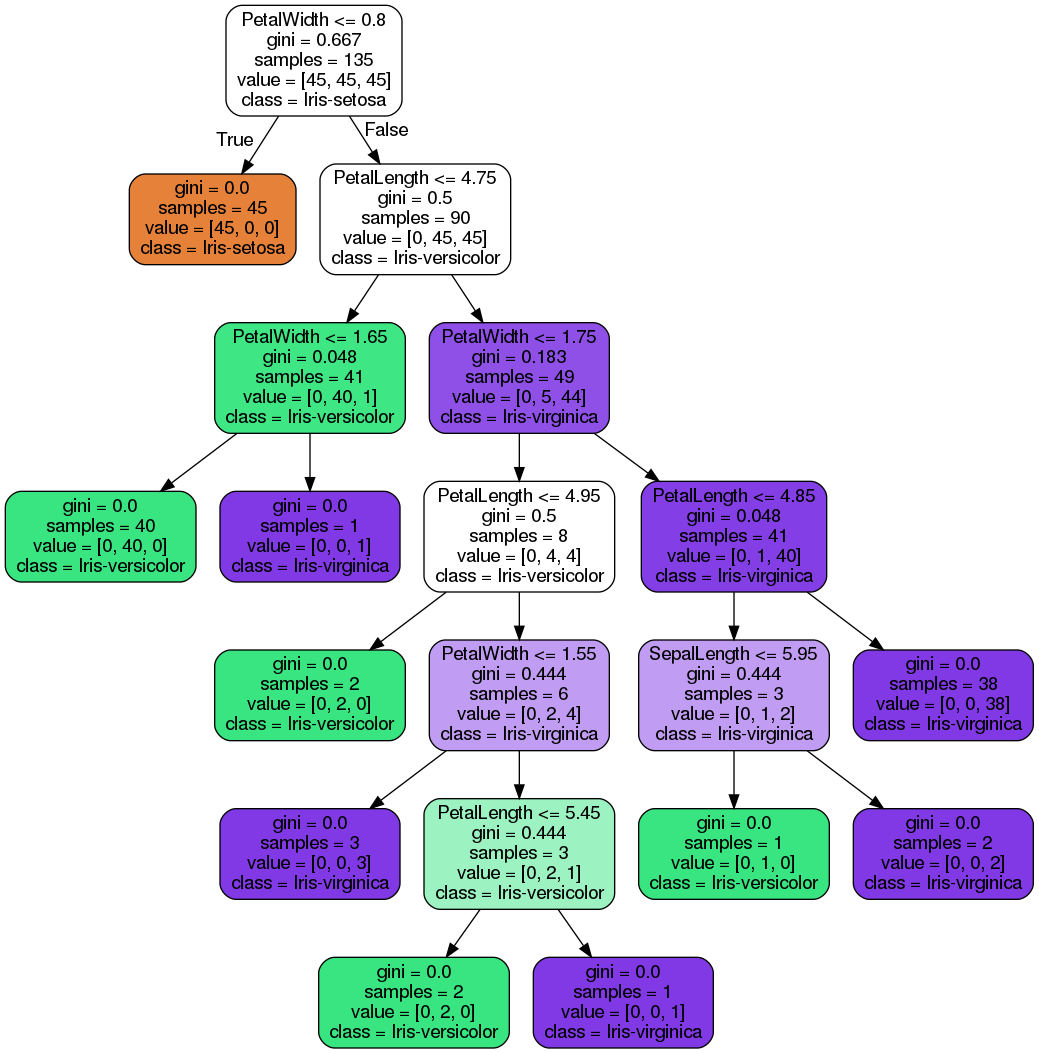 PetalWidth <= 0.8
gini = 0.667
samples = 135
value = [45, 45, 45]
class = Iris-setosa
True
False
gini = 0.0
samples = 45
value = [45, 0, 0]
class = Iris-setosa
PetalLength <= 4.75
gini = 0.5
samples = 90
value = [0, 45, 45]
class = Iris-versicolor
PetalWidth <= 1.65
gini = 0.048
samples = 41
value = [0, 40, 1]
class = Iris-versicolor
PetalWidth <= 1.75
gini = 0.183
samples = 49
value = [0, 5, 44]
class = Iris-virginica
gini = 0.0
samples = 40
value = [0, 40, 0]
class = Iris-versicolor
gini = 0.0
samples = 1
value = [0, 0, 1]
class = Iris-virginica
PetalLength <= 4.95
gini = 0.5
samples = 8
value = [0, 4, 4]
class = Iris-versicolor
PetalLength <= 4.85
gini = 0.048
samples = 41
value = [0, 1, 40]
class = Iris-virginica
gini = 0.0
samples = 2
value = [0, 2, 0]
class = Iris-versicolor
PetalWidth <= 1.55
gini = 0.444
samples = 6
value = [0, 2, 4]
class = Iris-virginica
SepalLength <= 5.95
gini = 0.444
samples = 3
value = [0, 1, 2]
class = Iris-virginica
gini = 0.0
samples = 38
value = [0, 0, 38]
class = Iris-virginica
gini = 0.0
samples = 3
value = [0, 0, 3]
class = Iris-virginica
PetalLength <= 5.45
gini = 0.444
samples = 3
value = [0, 2, 1]
class = Iris-versicolor
gini = 0.0
samples = 1
value = [0, 1, 0]
class = Iris-versicolor
gini = 0.0
samples = 2
value = [0, 0, 2]
class = Iris-virginica
gini = 0.0
samples = 2
value = [0, 2, 0]
class = Iris-versicolor
gini = 0.0
samples = 1
value = [0, 0, 1]
class = Iris-virginica